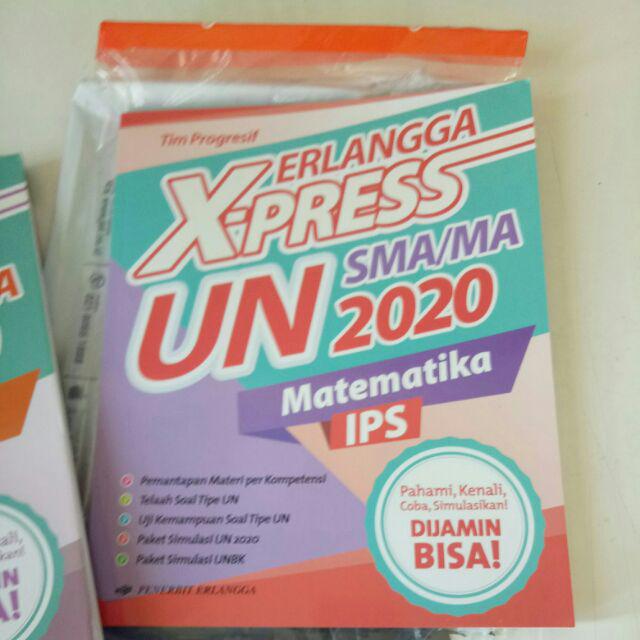 Tim Progresif
ERLANGGA
X-PRESS
UN SMA/MA
2020
Matematika
IPS
Pemantapan Materi per Kompetensi
Telaah Soal Tipe UN
Uji Kemampuan Soal Tipe UN
Paket Simulasi UN 2020
Paket Simulasi UNBK
Pahami, Kenali,
Coba, Simulasikan!
DIJAMIN
BISA!
PENERBIT ERLANGGA